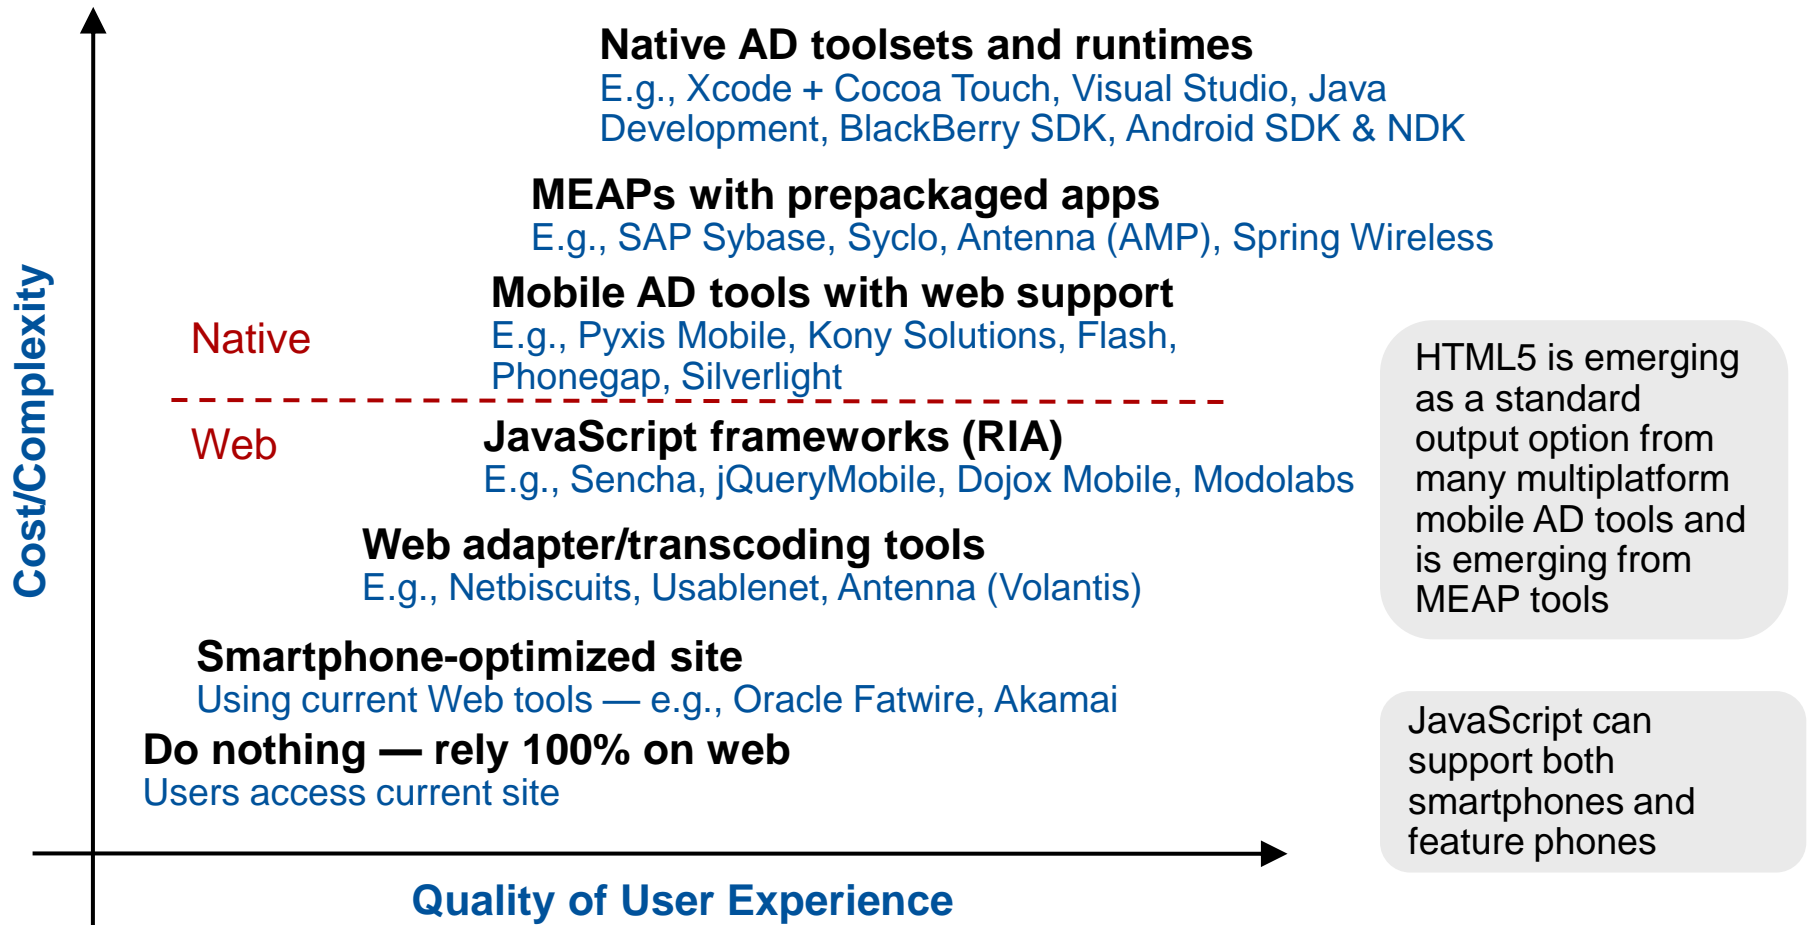 Native AD toolsets and runtimes
E.g., Xcode + Cocoa Touch, Visual Studio, Java
Development, BlackBerry SDK, Android SDK & NDK
MEAPs with prepackaged apps
E.g., SAP Sybase, Syclo, Antenna (AMP), Spring Wireless
Mobile AD tools with web support
E.g., Pyxis Mobile, Kony Solutions, Flash,
Phonegap, Silverlight
Native
Web
JavaScript frameworks (RIA)
E.g., Sencha, jQueryMobile, Dojox Mobile, Modolabs
Web adapter/transcoding tools
E.g., Netbiscuits, Usablenet, Antenna (Volantis)
Smartphone-optimized site
Using current Web tools — e.g., Oracle Fatwire, Akamai
Do nothing — rely 100% on web
Users access current site
Cost/Complexity
Quality of User Experience
HTML5 is emerging
as a standard
output option from
many multiplatform
mobile AD tools and
is emerging from
MEAP tools
JavaScript can
support both
smartphones and
feature phones